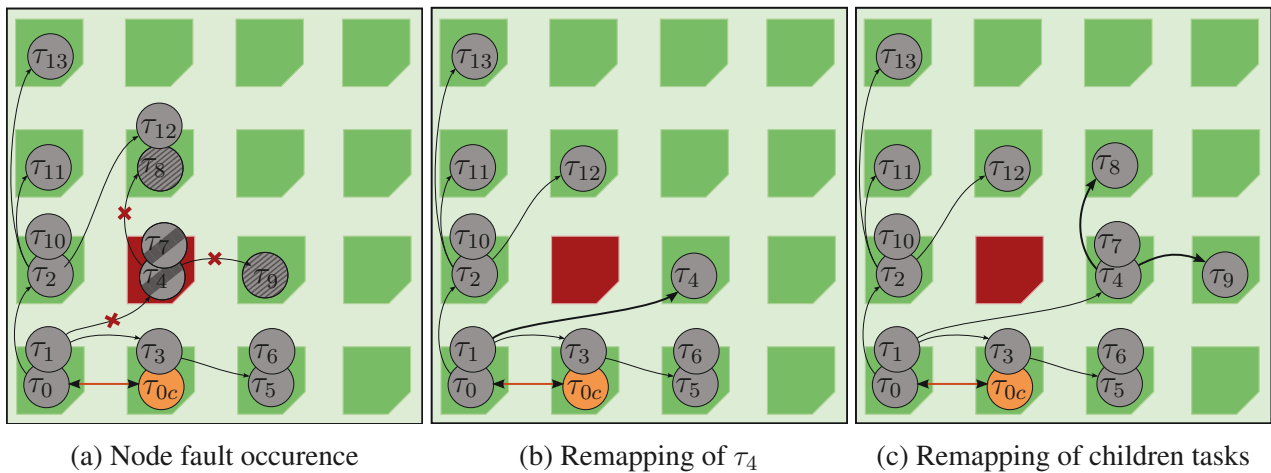 τ13 τ13 τ13
τ12
τ11 τ8 τ11 τ12 τ11 τ12 τ8
τ10 τ7 τ10 τ10 τ7
τ2 τ4 τ9 τ2 τ4 τ2 τ4 τ9
τ1 τ3 τ6 τ1 τ3 τ6 τ1 τ3 τ6
τ0 τ0c τ5 τ0 τ0c τ5 τ0 τ0c τ5
(a) Node fault occurence (b) Remapping of τ4 (c) Remapping of children tasks